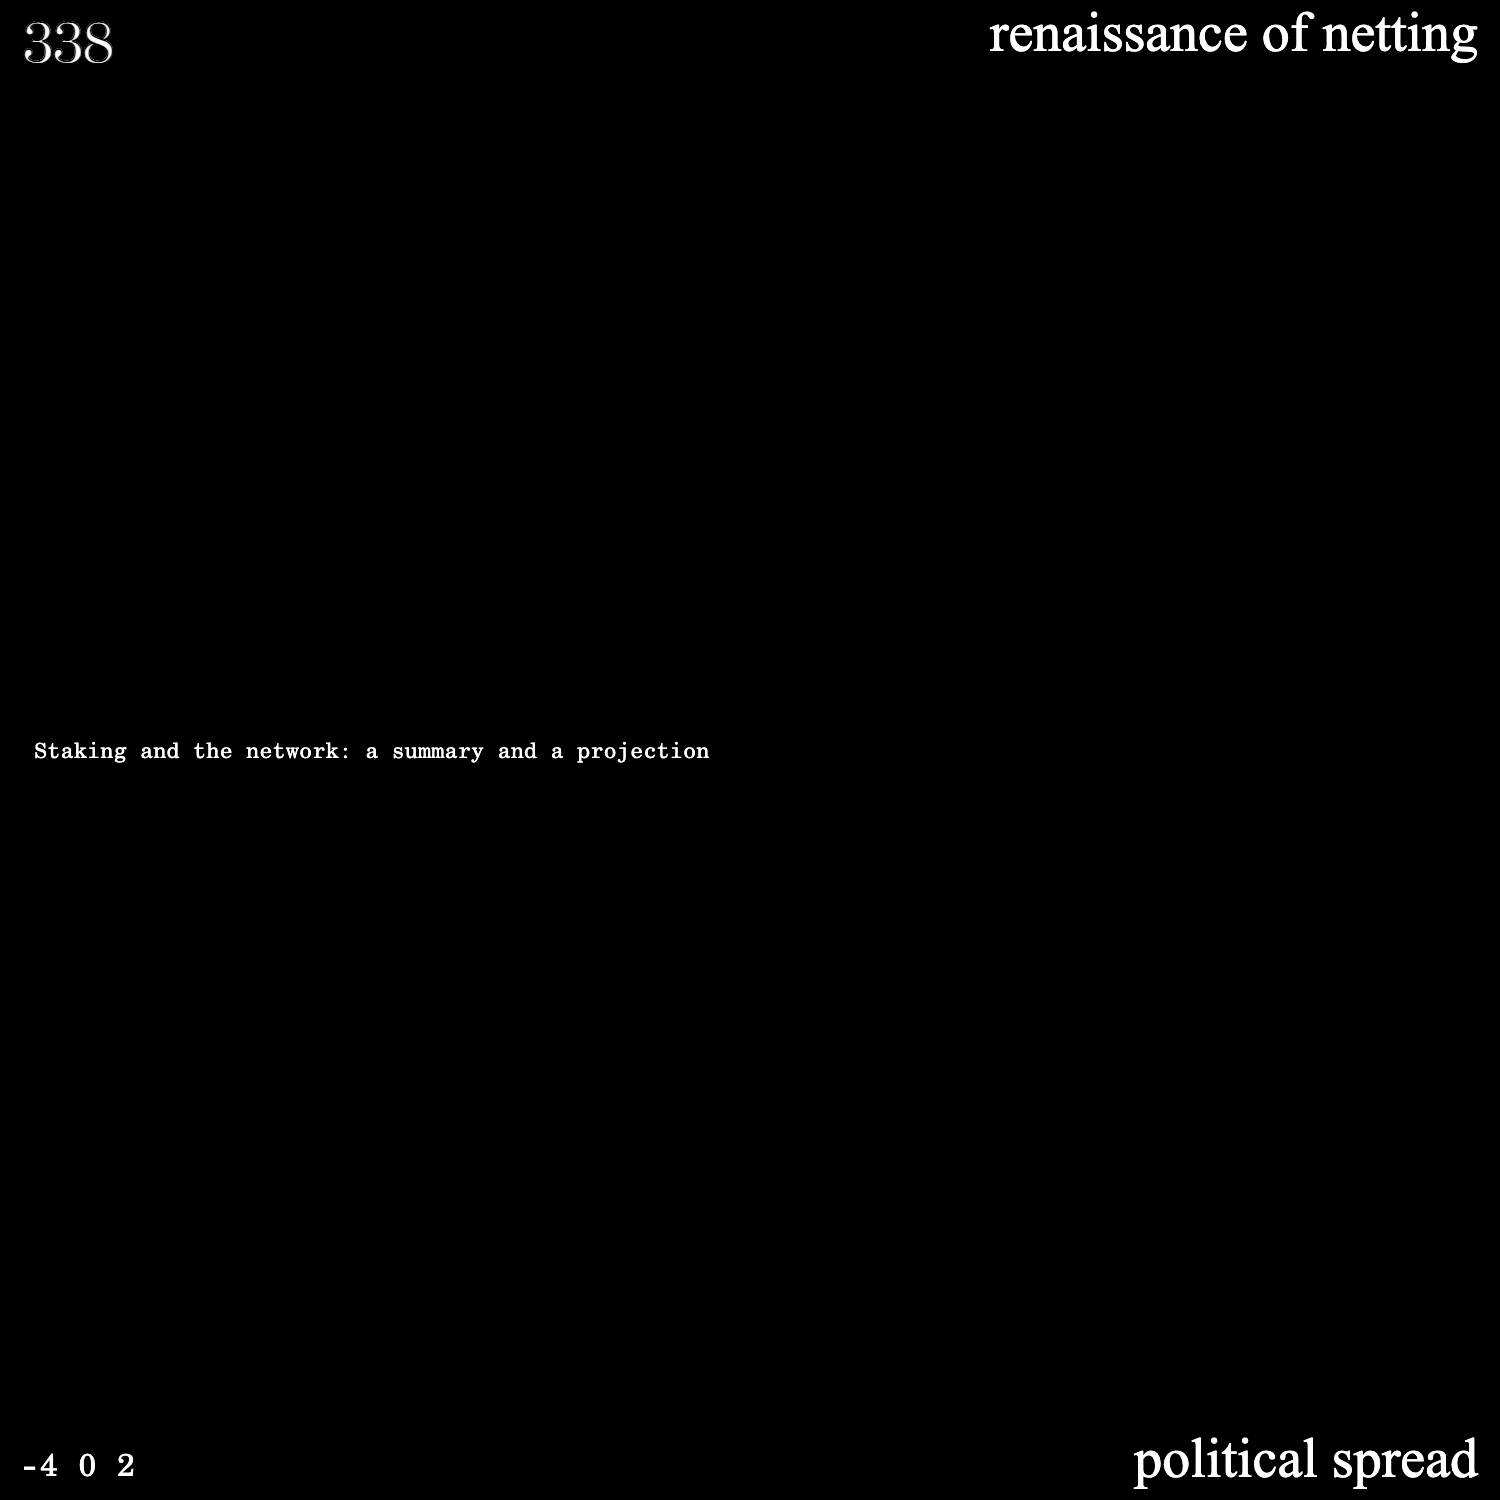 338
renaissance of netting
Staking and the network: a summary and a projection
-4 0 2
political spread